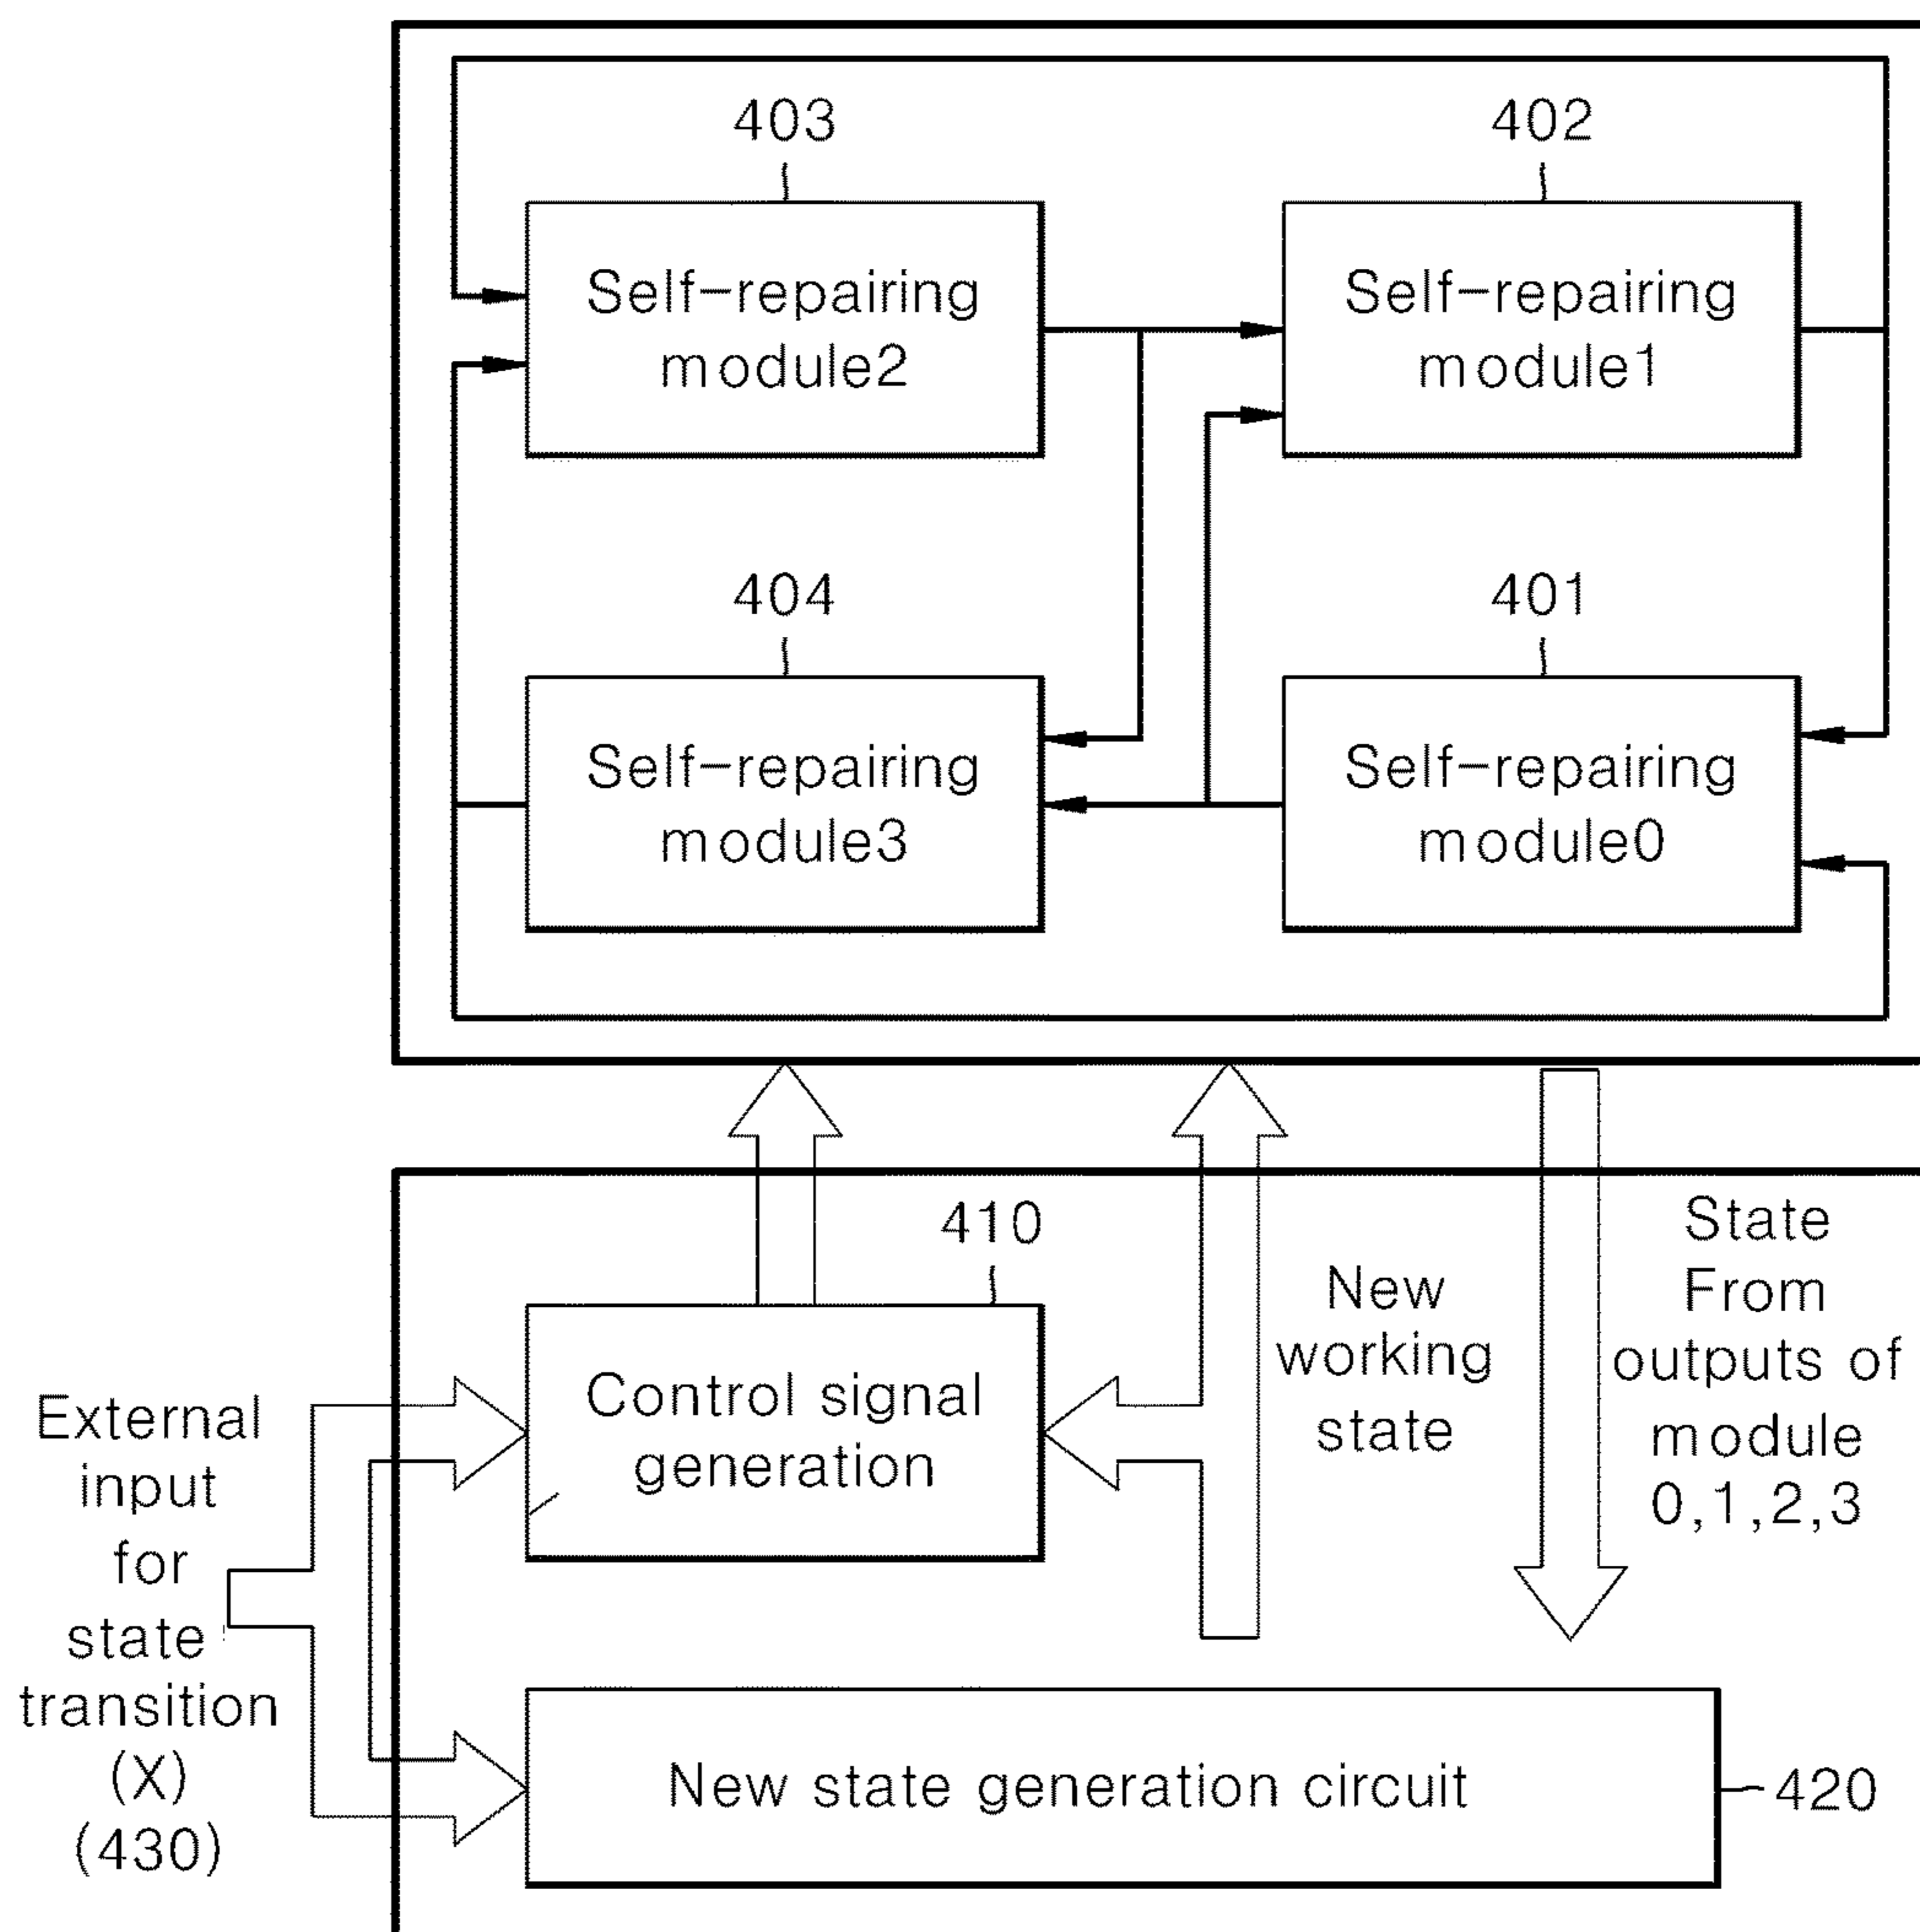 403
402
Self-repairing
module2
Self-repairing
module1
404
401
Self-repairing
module3
Self-repairing
module0
410
Control signal
generation
New
working
state
State
From
outputs of
module
0,1,2,3
External
input
for
state
transition
(X)
(430)
New state generation circuit
420